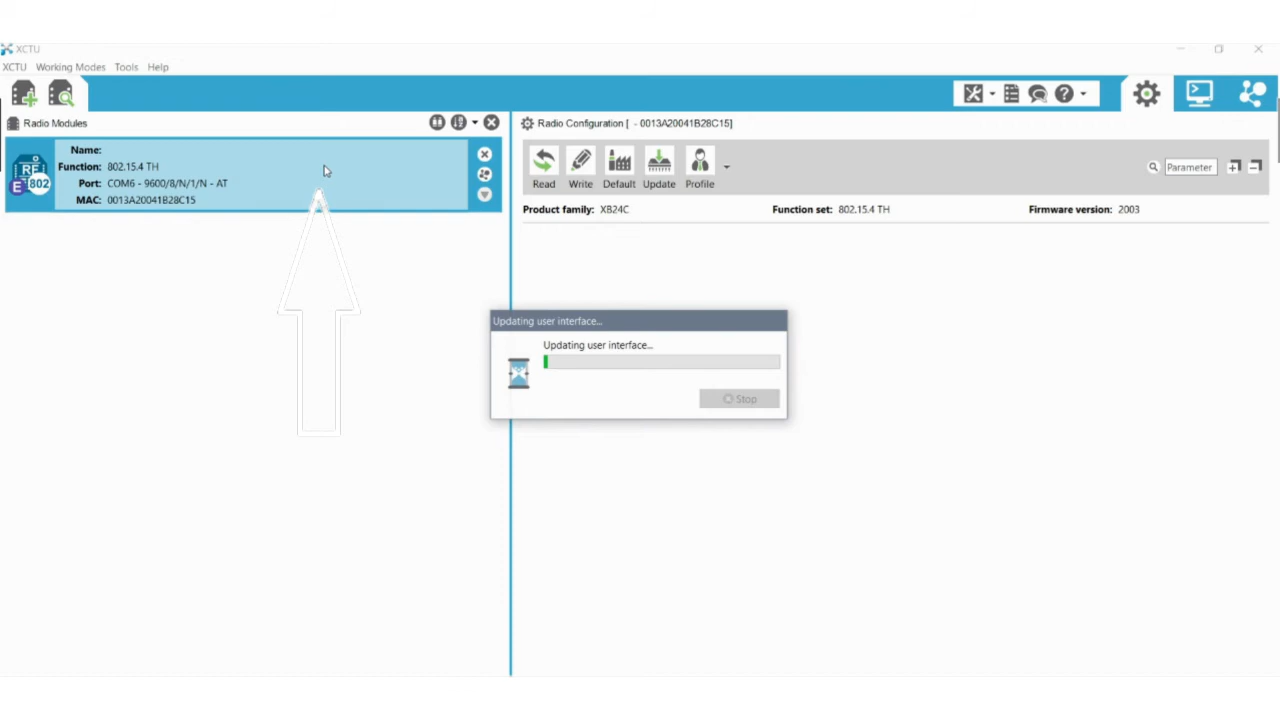 XCTU
XCTU Working Modes Tools Help
Radio Modules
Name:
Function: 802.15.4 TH
Port: COM6 - 9600/8/N/1/N - AT
MAC: 0013A20041B28C15
RF
E 802
Radio Configuration [ - 0013A20041B28C15]
Read Write Default Update Profile
Parameter
Product family: XB24C Function set: 802.15.4 TH Firmware version: 2003
Updating user interface...
Updating user interface...
Stop